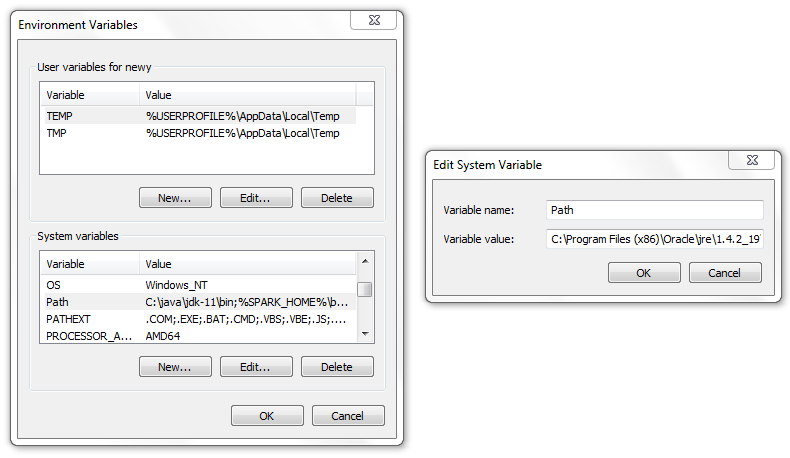 Environment Variables
User variables for newy
Variable Value
TEMP %USERPROFILE%\AppData\Local\Temp
TMP %USERPROFILE%\AppData\Local\Temp
New... Edit... Delete
System variables
Variable Value
OS Windows_NT
Path C:\java\jdk-11\bin;%SPARK_HOME%\b...
PATHEXT .COM;.EXE;.BAT;.CMD;.VBS;.VBE;.JS;....
PROCESSOR_A... AMD64
New... Edit... Delete
OK Cancel
Edit System Variable
Variable name: Path
Variable value: C:\Program Files (x86)\Oracle\jre\1.4.2_19
OK Cancel